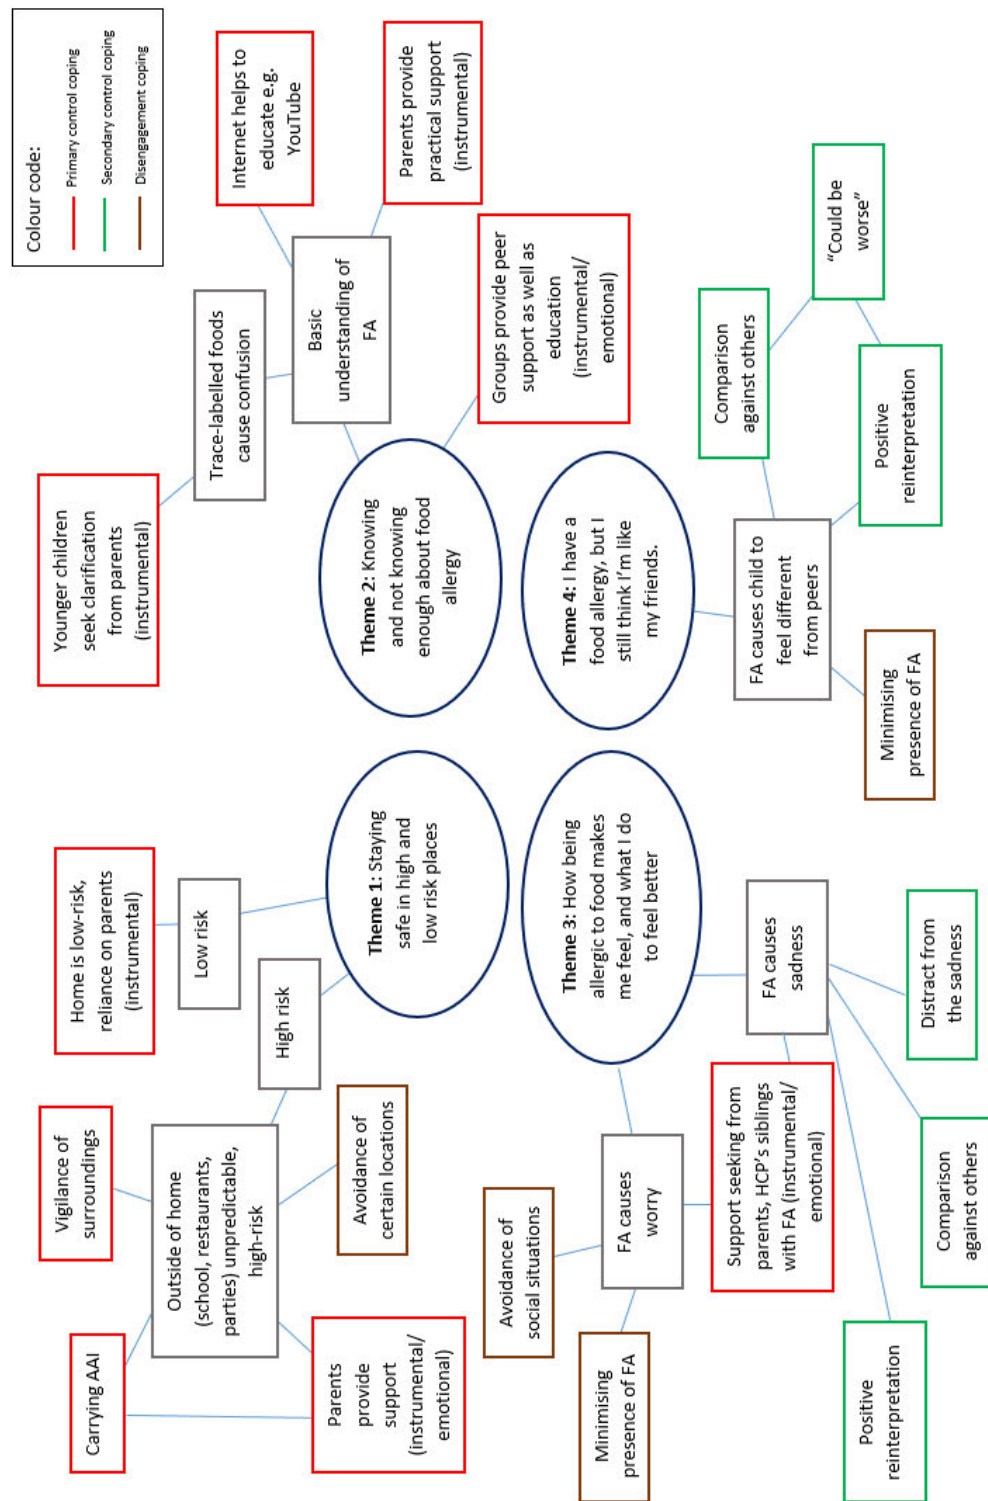 Colour code:
Primary control coping
Secondary control coping
Disengagement coping
Carrying AAI
Vigilance of
surroundings
Home is low-risk,
reliance on parents
(instrumental)
Younger children
seek clarification
from parents
(instrumental)
Internet helps to
educate e.g.
YouTube
Outside of home
(school, restaurants,
parties) unpredictable,
high-risk
Low risk
High risk
Trace-labelled foods
cause confusion
Basic
understanding of
FA
Parents provide
practical support
(instrumental)
Parents
provide
support
(instrumental/
emotional)
Avoidance of
certain locations
Theme 1: Staying
safe in high and
low risk places
Theme 2: Knowing
and not knowing
enough about food
allergy
Groups provide peer
support as well as
education
(instrumental/
emotional)
Avoidance of
social situations
Minimising
presence of FA
FA causes
worry
Theme 3: How being
allergic to food makes
me feel, and what I do
to feel better
Theme 4: I have a
food allergy, but I
still think I'm like
my friends.
Support seeking from
parents, HCP's siblings
with FA (instrumental/
emotional)
FA causes
sadness
FA causes child to
feel different
from peers
Comparison
against others
"Could be
worse"
Positive
reinterpretation
Minimising
presence of FA
Positive
reinterpretation
Comparison
against others
Distract from
the sadness